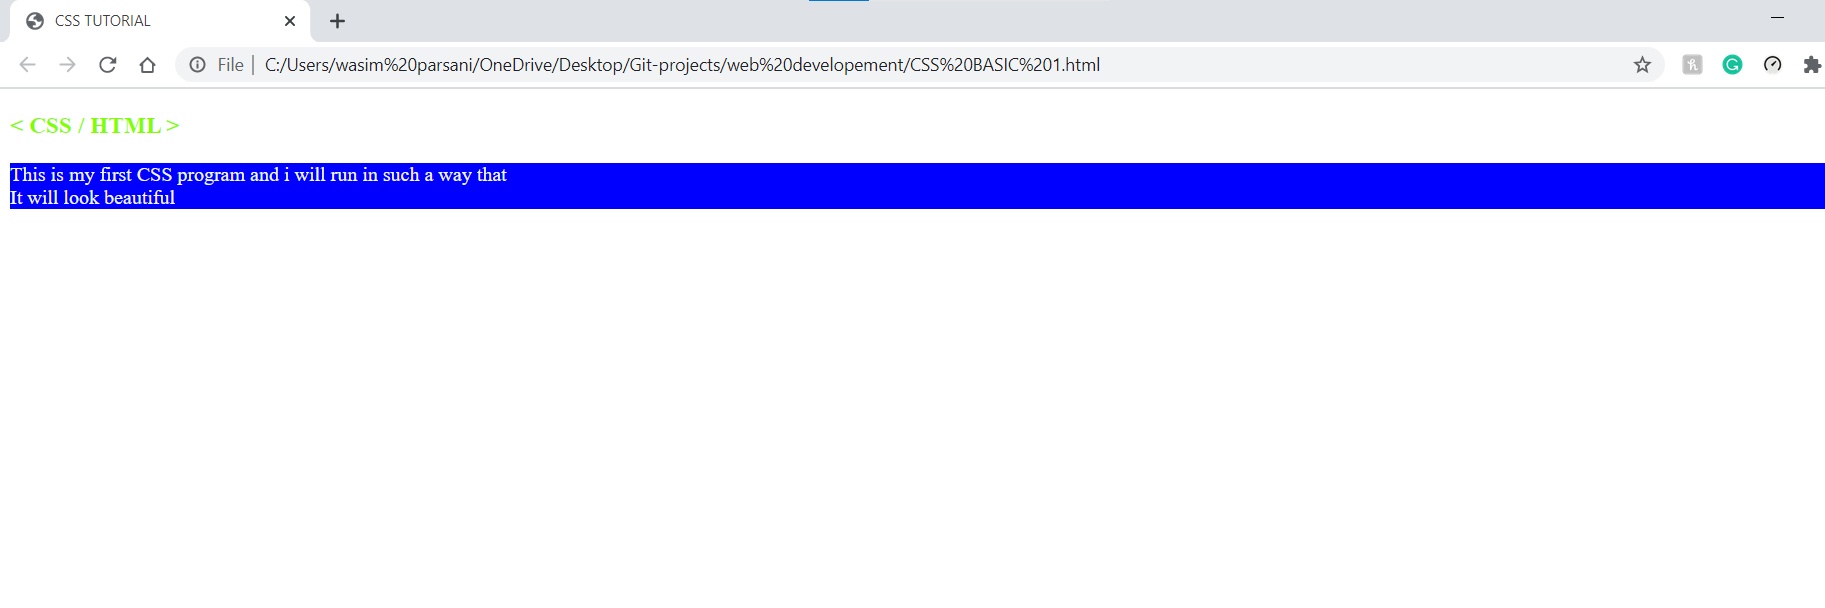 CSS TUTORIAL
File | C:/Users/wasim%20parsani/OneDrive/Desktop/Git-projects/web%20developement/CSS%20BASIC%201.html
< CSS / HTML >
This is my first CSS program and i will run in such a way that
It will look beautiful